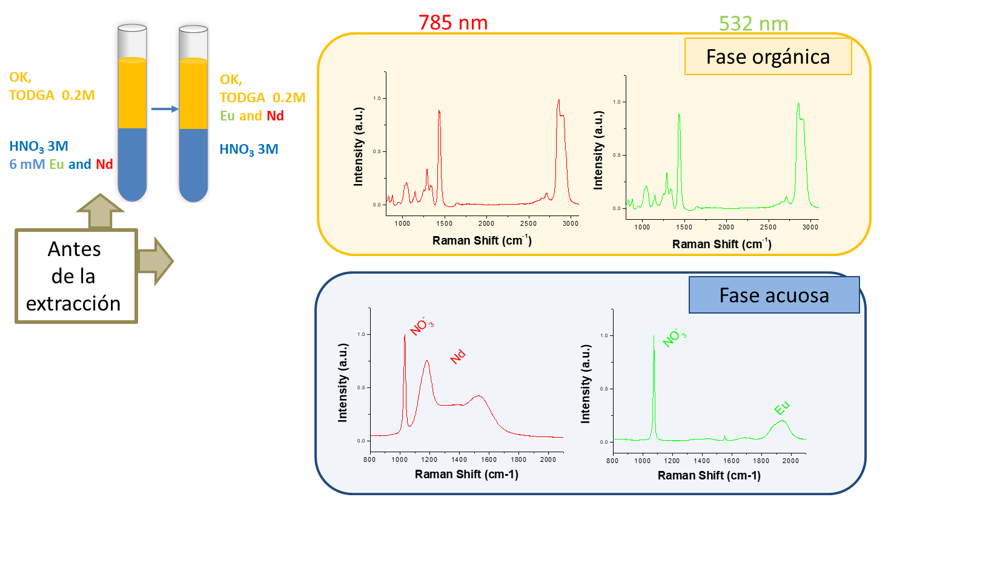 785 nm
532 nm
OK,
TODGA 0.2M
HNO₃ 3M
6 mM Eu and Nd
OK,
TODGA 0.2M
Eu and Nd
HNO₃ 3M
Antes
de la
extracción
Fase orgánica
Intensity (a.u.)
1.0
0.5
0.0
1000 1500 2000 2500 3000
Raman Shift (cm⁻¹)
Intensity (a.u.)
1.0
0.5
0.0
1000 1500 2000 2500 3000
Raman Shift (cm⁻¹)
Fase acuosa
Intensity (a.u.)
1.0
0.5
0.0
NO₃⁻
Nd
800 1000 1200 1400 1600 1800 2000
Raman Shift (cm-1)
Intensity (a.u.)
1.0
0.5
0.0
NO₃⁻
Eu
800 1000 1200 1400 1600 1800 2000
Raman Shift (cm-1)